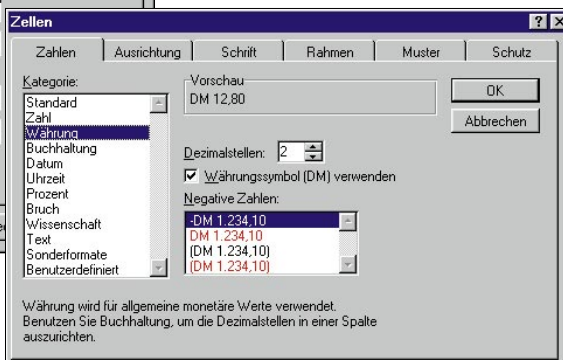 Zellen
Zahlen Ausrichtung Schrift Rahmen Muster Schutz
Kategorie:
Standard
Zahl
Währung
Buchhaltung
Datum
Uhrzeit
Prozent
Bruch
Wissenschaft
Text
Sonderformate
Benutzerdefiniert
Vorschau
DM 12,80
Dezimalstellen: 2
Währungssymbol (DM) verwenden
Negative Zahlen:
-DM 1.234,10
DM 1.234,10
(DM 1.234,10)
(DM 1.234,10)
OK
Abbrechen
Währung wird für allgemeine monetäre Werte verwendet.
Benutzen Sie Buchhaltung, um die Dezimalstellen in einer Spalte
auszurichten.